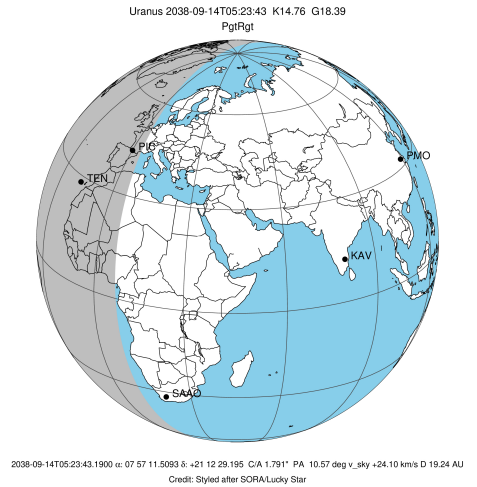 Uranus 2038-09-14T05:23:43 K14.76 G18.39
PgtRgt
PIC
PMO
TEN
KAV
SAAO
2038-09-14T05:23:43.1900 α: 07 57 11.5093 δ: +21 12 29.195 C/A 1.791" PA 10.57 deg v_sky +24.10 km/s D 19.24 AU
Credit: Styled after SORA/Lucky Star